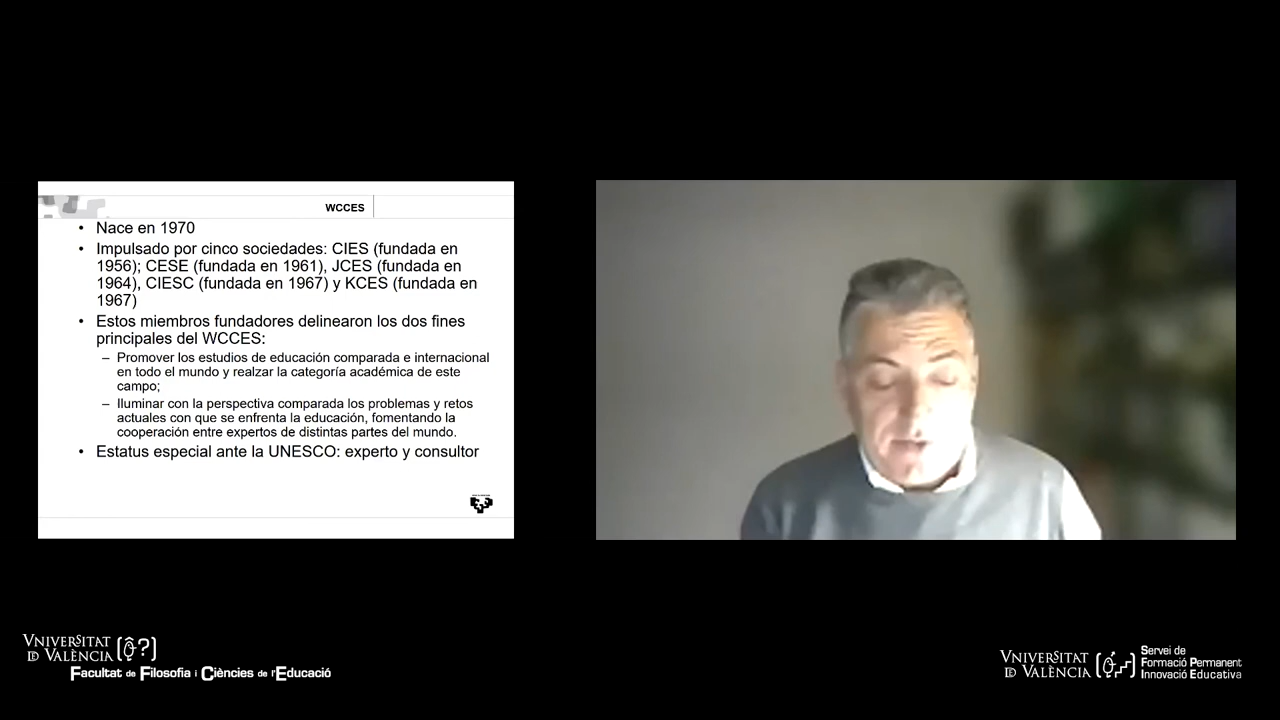 WCCES
• Nace en 1970
• Impulsado por cinco sociedades: CIES (fundada en
1956); CESE (fundada en 1961), JCES (fundada en
1964), CIESC (fundada en 1967) y KCES (fundada en
1967)
• Estos miembros fundadores delinearon los dos fines
principales del WCCES:
– Promover los estudios de educación comparada e internacional
en todo el mundo y realzar la categoría académica de este
campo;
– Iluminar con la perspectiva comparada los problemas y retos
actuales con que se enfrenta la educación, fomentando la
cooperación entre expertos de distintas partes del mundo.
• Estatus especial ante la UNESCO: experto y consultor
VNIVERSITAT
ID VALÈNCIA
Facultat de Filosofia i Ciències de l'Educació
VNIVERSITAT
ID VALÈNCIA
Servei de
Formació Permanent
Innovació Educativa